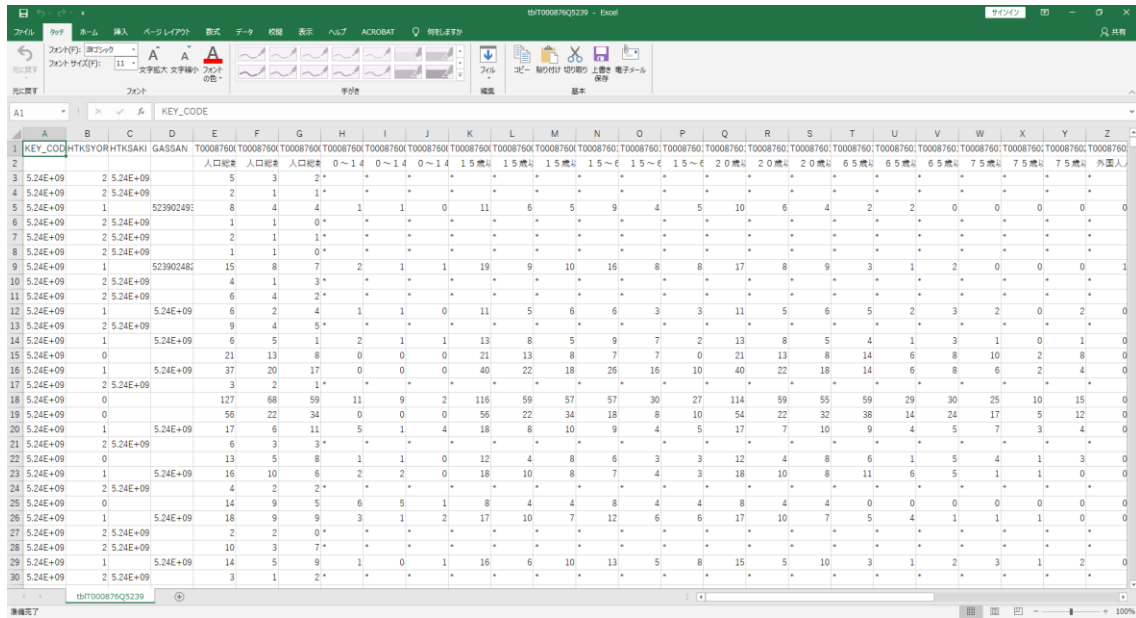 tblT000876Q5239 - Excel サインイン
ファイル タッチ ホーム 挿入 ページ レイアウト 数式 データ 校閲 表示 ヘルプ ACROBAT 何をしますか 共有
元に戻す フォント(F): 游ゴシック フォント サイズ(F): 11 文字拡大 文字縮小 フォントの色 フィル コピー 貼り付け 切り取り 上書き保存 電子メール
元に戻す フォント 手がき 編集 基本
A1 fx KEY_CODE
A B C D E F G H I J K L M N O P Q R S T U V W X Y Z
1 KEY_COD HTKSYOR HTKSAKI GASSAN
2 人口総 人口総 人口総 0～14 0～14 0～14 15歳 15歳 15歳 15～6 15～6 15～6 20歳 20歳 20歳 65歳 65歳 65歳 75歳 75歳 75歳 外国人
3 5.24E+09 2 5.24E+09 5 3 2 * * * * * * * * * * * * * * * * * * *
4 5.24E+09 2 5.24E+09 2 1 1 * * * * * * * * * * * * * * * * * * *
5 5.24E+09 1 523902493 8 4 4 1 1 0 11 6 5 9 4 5 10 6 4 2 2 0 0 0 0 0
6 5.24E+09 2 5.24E+09 1 1 0 * * * * * * * * * * * * * * * * * * *
7 5.24E+09 2 5.24E+09 2 1 1 * * * * * * * * * * * * * * * * * * *
8 5.24E+09 2 5.24E+09 1 1 0 * * * * * * * * * * * * * * * * * * *
9 5.24E+09 1 523902482 15 8 7 2 1 1 19 9 10 16 8 8 17 8 9 3 1 2 0 0 0 1
10 5.24E+09 2 5.24E+09 4 1 3 * * * * * * * * * * * * * * * * * * *
11 5.24E+09 2 5.24E+09 6 4 2 * * * * * * * * * * * * * * * * * * *
12 5.24E+09 1 5.24E+09 6 2 4 1 1 0 11 5 6 6 3 3 11 5 6 5 2 3 2 0 2 0
13 5.24E+09 2 5.24E+09 9 4 5 * * * * * * * * * * * * * * * * * * *
14 5.24E+09 1 5.24E+09 6 5 1 2 1 1 13 8 5 9 7 2 13 8 5 4 1 3 1 0 1 0
15 5.24E+09 0 21 13 8 0 0 0 21 13 8 7 7 0 21 13 8 14 6 8 10 2 8 0
16 5.24E+09 1 5.24E+09 37 20 17 0 0 0 40 22 18 26 16 10 40 22 18 14 6 8 6 2 4 0
17 5.24E+09 2 5.24E+09 3 2 1 * * * * * * * * * * * * * * * * * * *
18 5.24E+09 0 127 68 59 11 9 2 116 59 57 57 30 27 114 59 55 59 29 30 25 10 15 0
19 5.24E+09 0 56 22 34 0 0 0 56 22 34 18 8 10 54 22 32 38 14 24 17 5 12 0
20 5.24E+09 1 5.24E+09 17 6 11 5 1 4 18 8 10 9 4 5 17 7 10 9 4 5 7 3 4 0
21 5.24E+09 2 5.24E+09 6 3 3 * * * * * * * * * * * * * * * * * * *
22 5.24E+09 0 13 5 8 1 1 0 12 4 8 6 3 3 12 4 8 6 1 5 4 1 3 0
23 5.24E+09 1 5.24E+09 16 10 6 2 2 0 18 10 8 7 4 3 18 10 8 11 6 5 1 1 0 0
24 5.24E+09 2 5.24E+09 4 2 2 * * * * * * * * * * * * * * * * * * *
25 5.24E+09 0 14 9 5 6 5 1 8 4 4 8 4 4 8 4 4 0 0 0 0 0 0 0
26 5.24E+09 1 5.24E+09 18 9 9 3 1 2 17 10 7 12 6 6 17 10 7 5 4 1 1 1 0 0
27 5.24E+09 2 5.24E+09 2 2 0 * * * * * * * * * * * * * * * * * * *
28 5.24E+09 2 5.24E+09 10 3 7 * * * * * * * * * * * * * * * * * * *
29 5.24E+09 1 5.24E+09 14 5 9 1 0 1 16 6 10 13 5 8 15 5 10 3 1 2 3 1 2 0
30 5.24E+09 2 5.24E+09 3 1 2 * * * * * * * * * * * * * * * * * * *
tblT000876Q5239
準備完了 100%